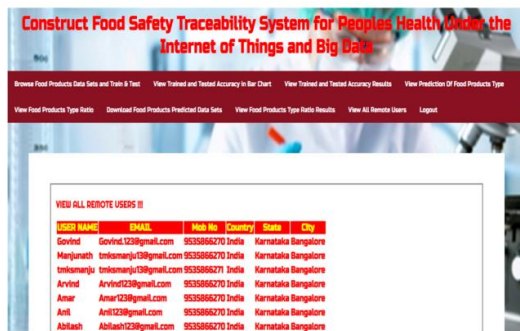 Construct Food Safety Traceability System for Peoples Health Under the
Internet of Things and Big Data
Browse Food Products Data Sets and Train & Test View Trained and Tested Accuracy in Bar Chart View Trained and Tested Accuracy Results View Prediction Of Food Products Type
View Food Products Type Ratio Download Food Products Predicted Data Sets View Food Products Type Ratio Results View All Remote Users Logout
VIEW ALL REMOTE USERS !!!
USER NAME EMAIL Mob No Country State City
Govind Govind.123@gmail.com 9535866270 India Karnataka Bangalore
Manjunath tmksmanju13@gmail.com 9535866270 India Karnataka Bangalore
tmksmanju tmksmanju13@gmail.com 9535866271 India Karnataka Bangalore
Arvind Arvind123@gmail.com 9535866270 India Karnataka Bangalore
Amar Amar123@gmail.com 9535866270 India Karnataka Bangalore
Anil Anil123@gmail.com 9535866270 India Karnataka Bangalore
Abilash Abilash123@gmail.com 9535866270 India Karnataka Bangalore